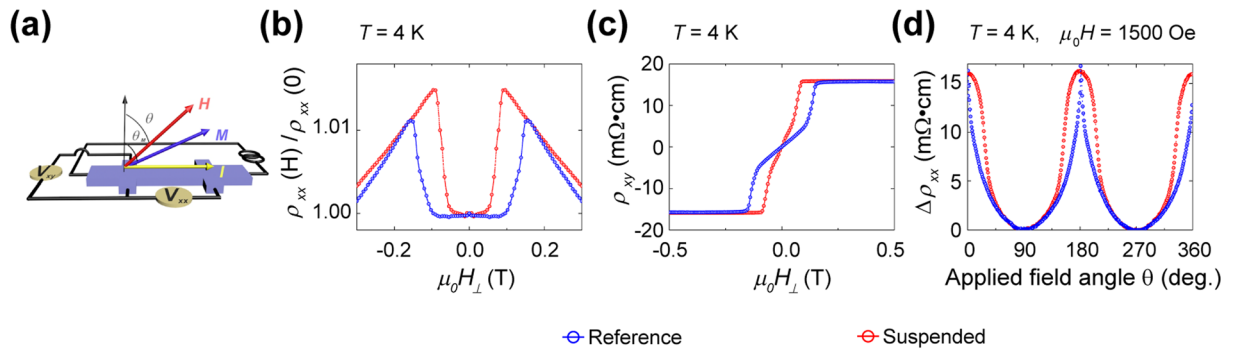 (a)
H
θ
θM
M
I
Vxx
(b)
T = 4 K
ρxx (H) / ρxx (0)
1.01
1.00
-0.2
0.0
0.2
μ0H⊥ (T)
(c)
T = 4 K
ρxy (mΩ•cm)
20
10
0
-10
-20
-0.5
0.0
0.5
μ0H⊥ (T)
(d)
T = 4 K, μ0H = 1500 Oe
Δρxx (mΩ•cm)
15
10
5
0
0
90
180
270
360
Applied field angle θ (deg.)
Reference
Suspended